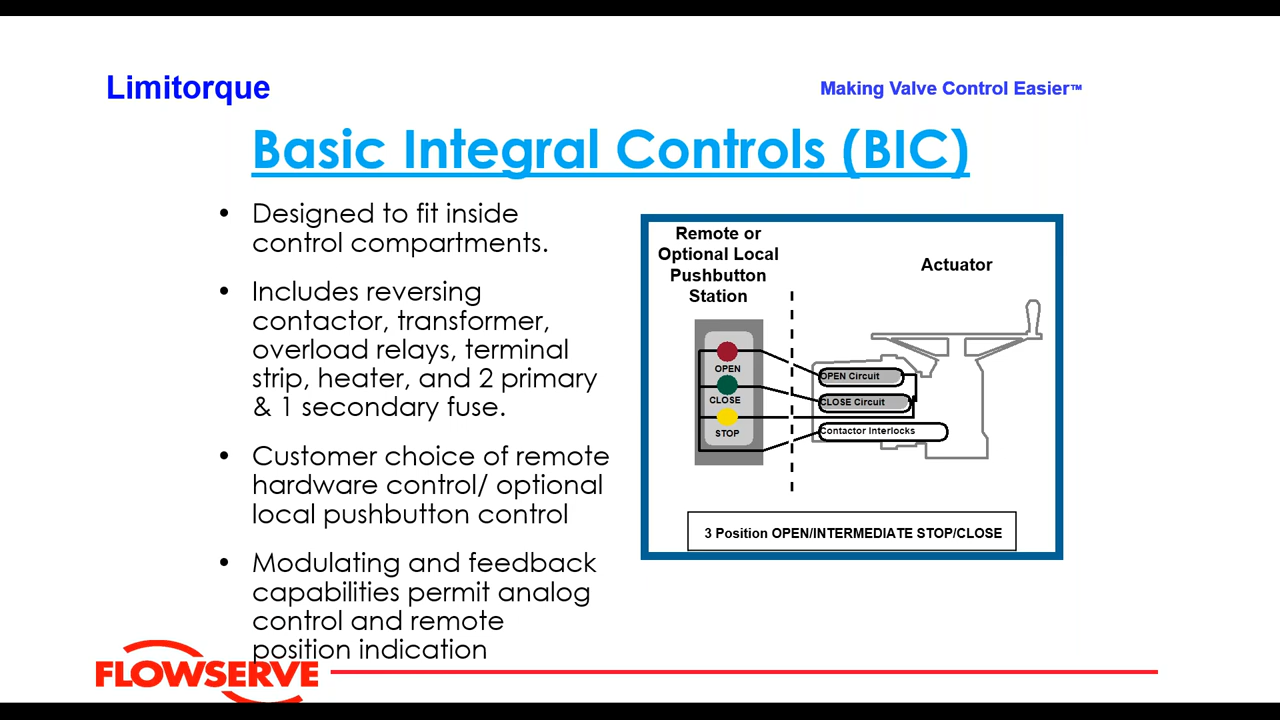 Limitorque
Making Valve Control Easier™
Basic Integral Controls (BIC)
• Designed to fit inside
control compartments.
• Includes reversing
contactor, transformer,
overload relays, terminal
strip, heater, and 2 primary
& 1 secondary fuse.
• Customer choice of remote
hardware control/ optional
local pushbutton control
• Modulating and feedback
capabilities permit analog
control and remote
position indication
Remote or
Optional Local
Pushbutton
Station
Actuator
OPEN
CLOSE
STOP
OPEN Circuit
CLOSE Circuit
Contactor Interlocks
3 Position OPEN/INTERMEDIATE STOP/CLOSE
FLOWSERVE